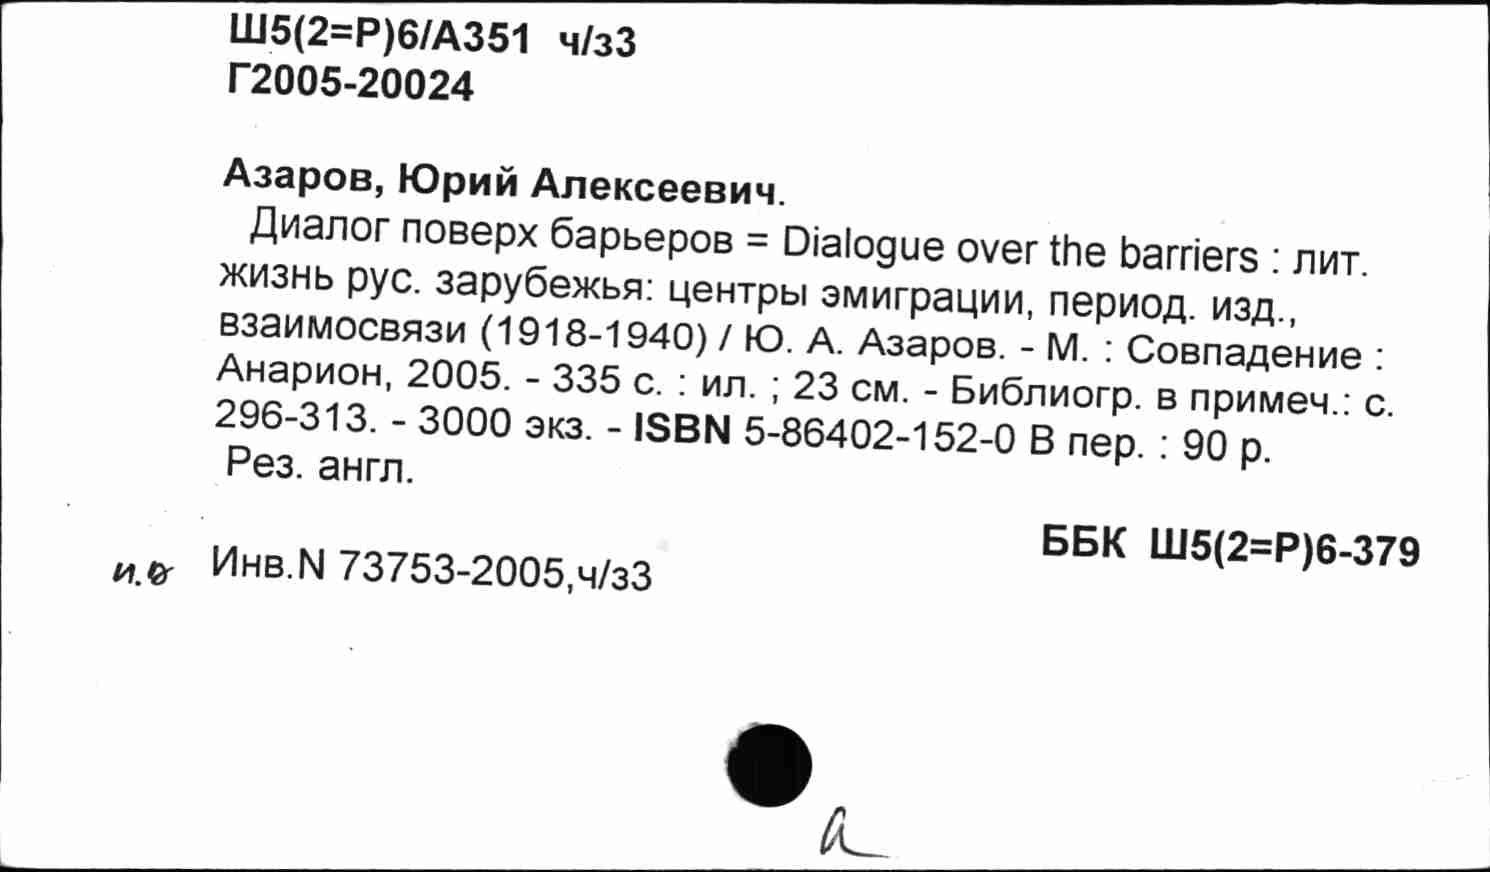 Ш5(2=Р)6/А351 ч/з3
Г2005-20024
Азаров, Юрий Алексеевич.
Диалог поверх барьеров = Dialogue over the barriers : лит.
жизнь рус. зарубежья: центры эмиграции, период. изд.,
взаимосвязи (1918-1940) / Ю. А. Азаров. - М. : Совпадение :
Анарион, 2005. - 335 с. : ил. ; 23 см. - Библиогр. в примеч.: с.
296-313. - 3000 экз. - ISBN 5-86402-152-0 В пер. : 90 р.
Рез. англ.
ББК Ш5(2=Р)6-379
Инв.N 73753-2005,ч/з3
а